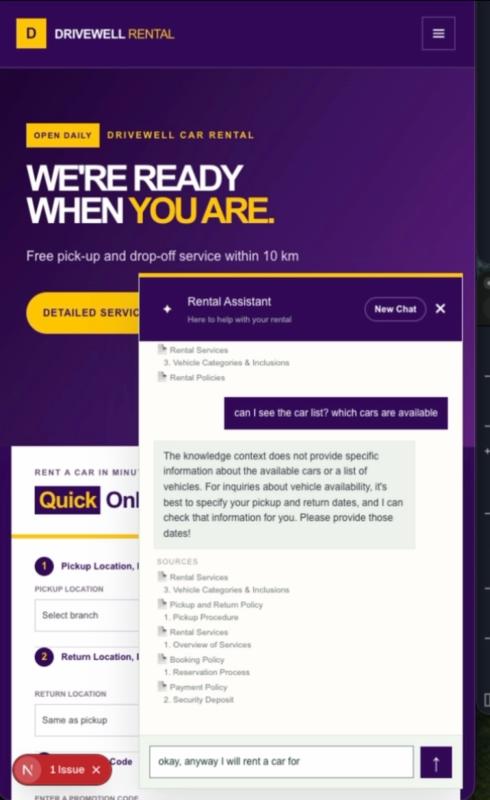 D DRIVEWELL RENTAL
OPEN DAILY DRIVEWELL CAR RENTAL
WE'RE READY
WHEN YOU ARE.
Free pick-up and drop-off service within 10 km
DETAILED SERVIC
Rental Assistant
Here to help with your rental
New Chat
Rental Services
3. Vehicle Categories & Inclusions
Rental Policies
can I see the car list? which cars are available
The knowledge context does not provide specific
information about the available cars or a list of
vehicles. For inquiries about vehicle availability, it's
best to specify your pickup and return dates, and I can
check that information for you. Please provide those
dates!
SOURCES
Rental Services
3. Vehicle Categories & Inclusions
Pickup and Return Policy
1. Pickup Procedure
Rental Services
1. Overview of Services
Booking Policy
1. Reservation Process
Payment Policy
2. Security Deposit
okay, anyway I will rent a car for
RENT A CAR IN MINU
Quick Onl
1 Pickup Location,
PICKUP LOCATION
Select branch
2 Return Location,
RETURN LOCATION
Same as pickup
Code
N 1 Issue
ENTER A PROMOTION CODE